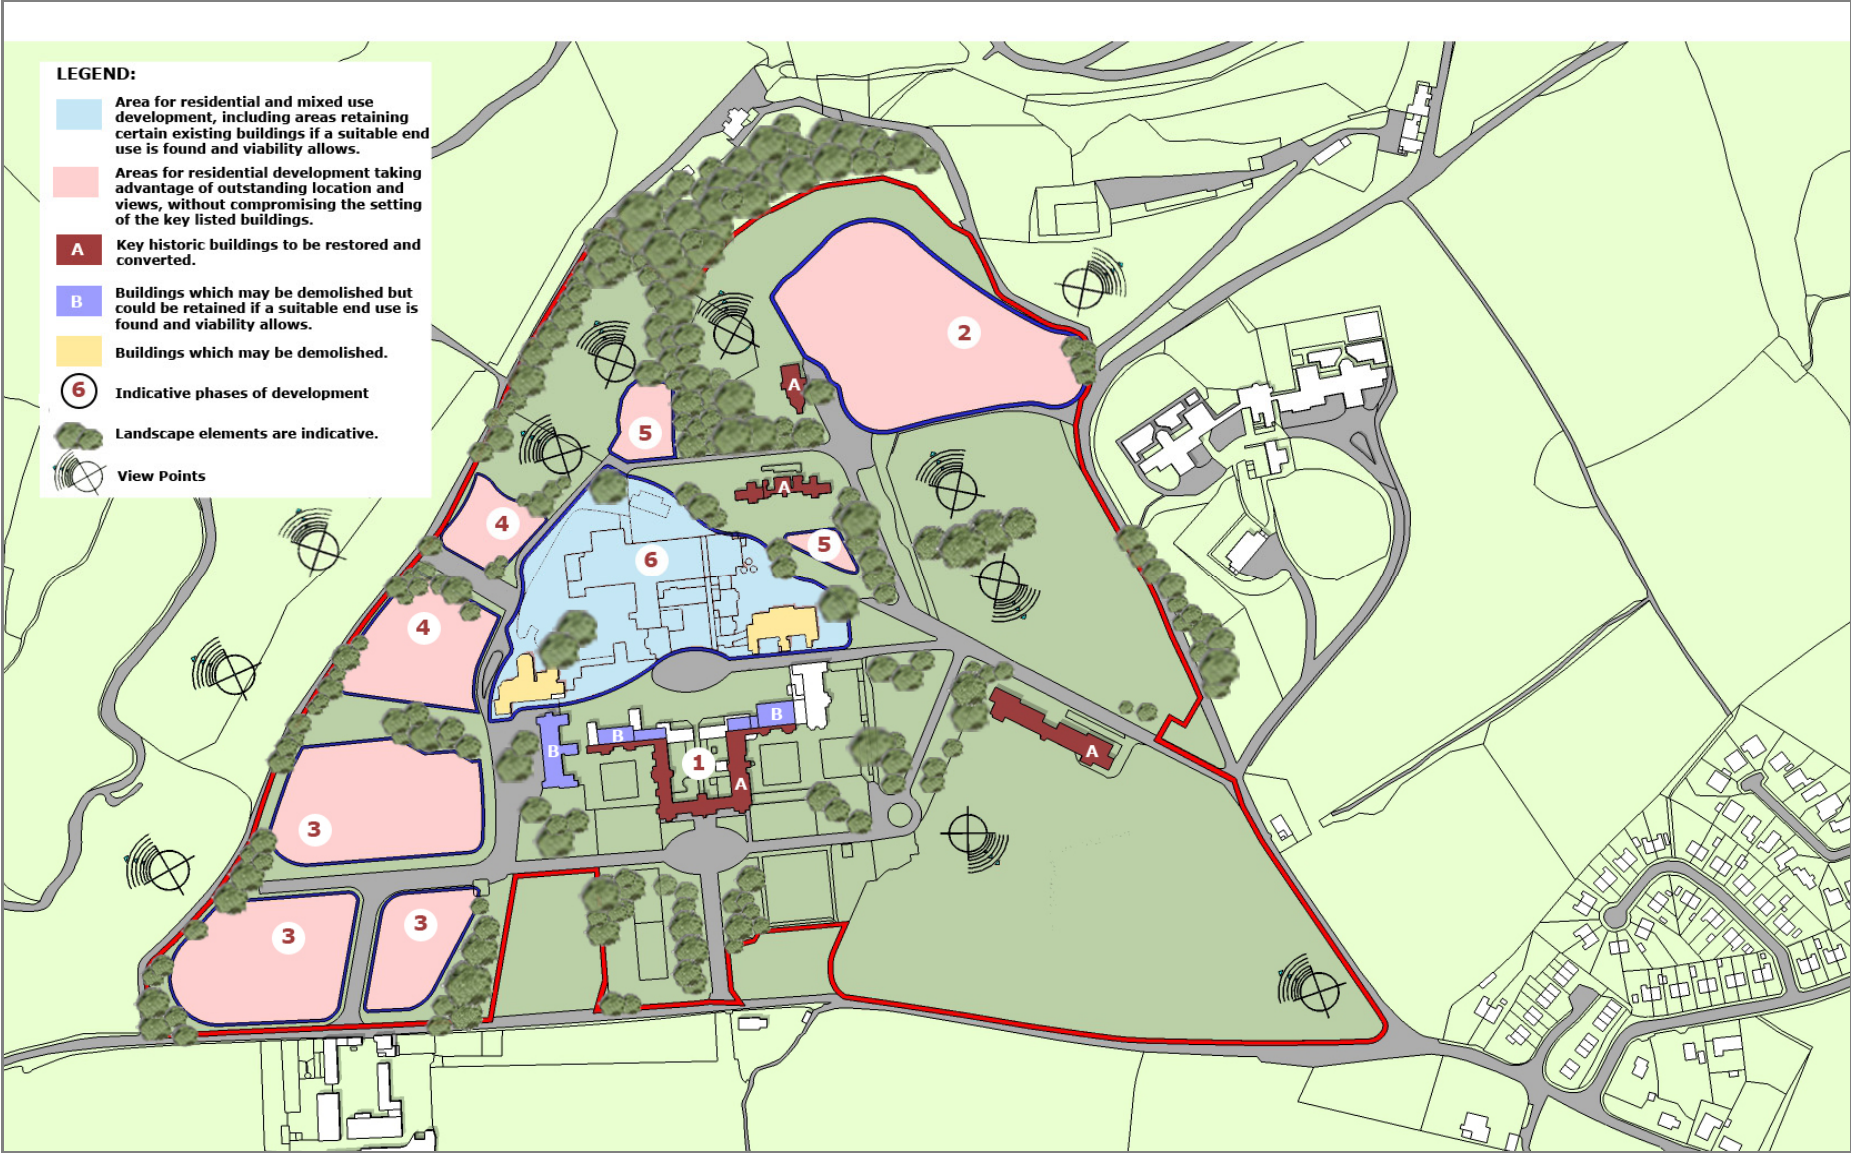 LEGEND:
Area for residential and mixed use
development, including areas retaining
certain existing buildings if a suitable end
use is found and viability allows.
Areas for residential development taking
advantage of outstanding location and
views, without compromising the setting
of the key listed buildings.
A
Key historic buildings to be restored and
converted.
B
Buildings which may be demolished but
could be retained if a suitable end use is
found and viability allows.
Buildings which may be demolished.
6
Indicative phases of development
Landscape elements are indicative.
View Points
2
A
5
A
4
5
6
4
B
B
B
A
1
A
3
3
3